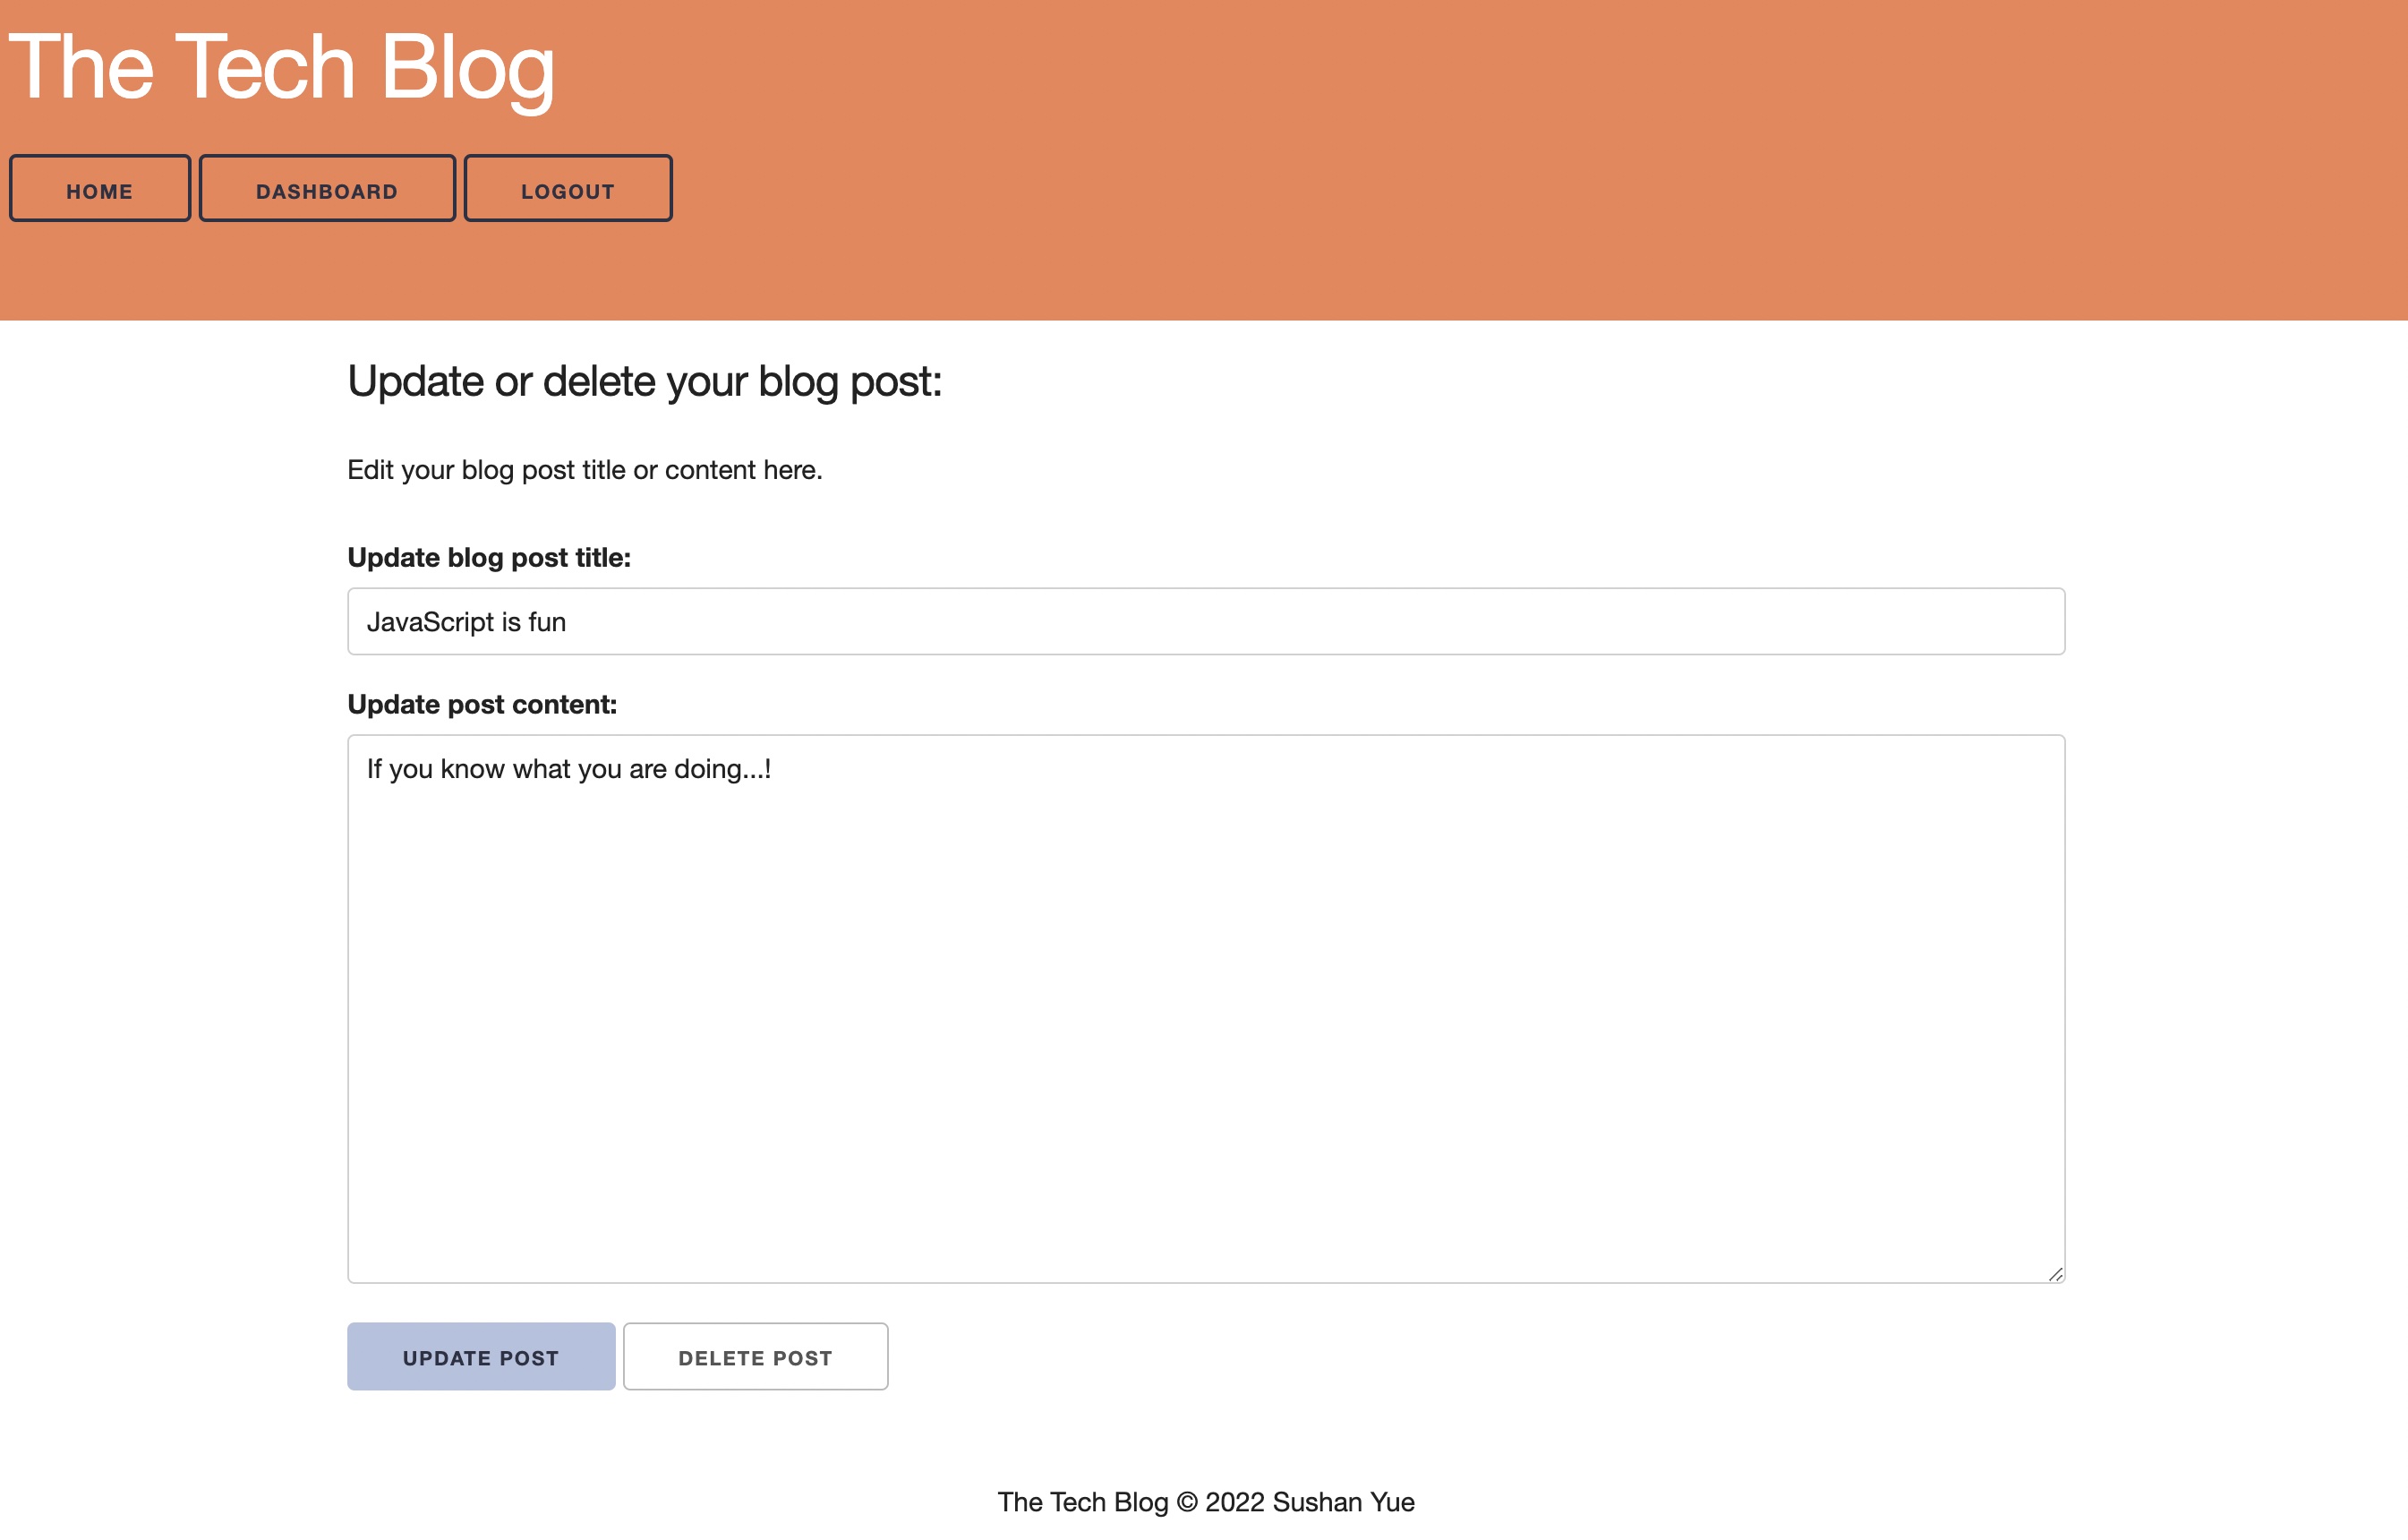 The Tech Blog
HOME DASHBOARD LOGOUT
Update or delete your blog post:
Edit your blog post title or content here.
Update blog post title:
JavaScript is fun
Update post content:
If you know what you are doing...!
UPDATE POST DELETE POST
The Tech Blog © 2022 Sushan Yue